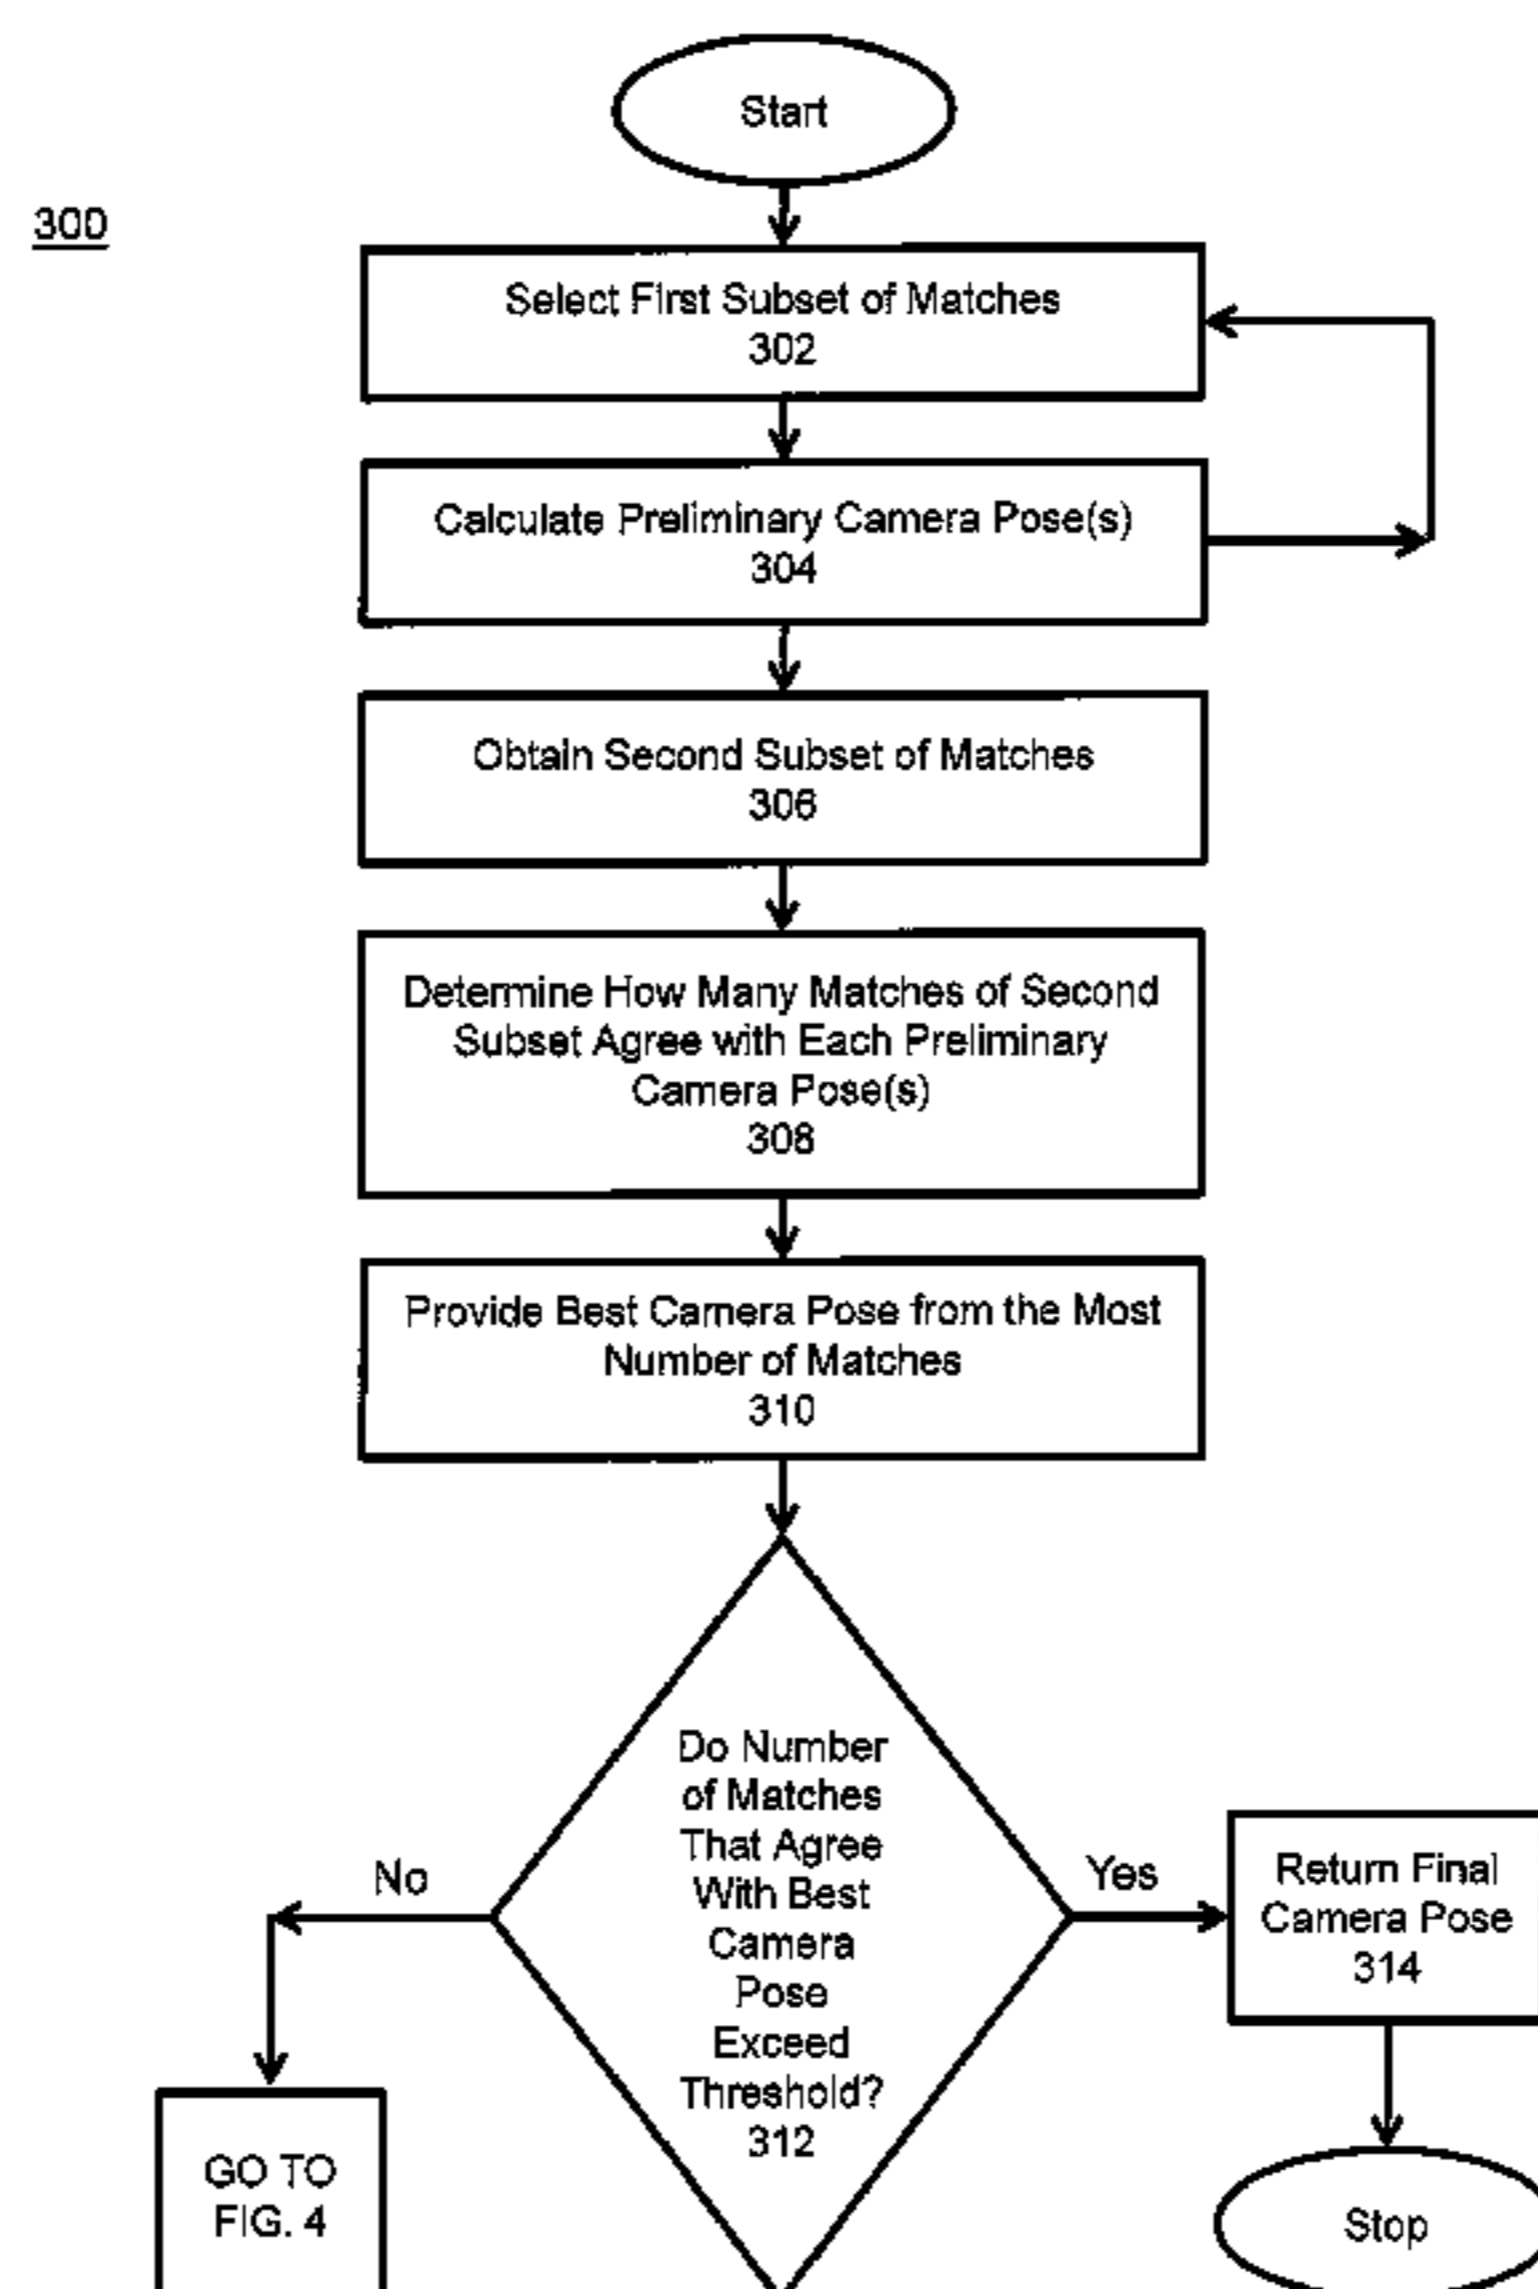 Start
300
Select First Subset of Matches
302
Calculate Preliminary Camera Pose(s)
304
Obtain Second Subset of Matches
306
Determine How Many Matches of Second
Subset Agree with Each Preliminary
Camera Pose(s)
308
Provide Best Camera Pose from the Most
Number of Matches
310
Do Number
of Matches
That Agree
With Best
Camera
Pose
Exceed
Threshold?
312
No
Yes
Return Final
Camera Pose
314
GO TO
FIG. 4
Stop